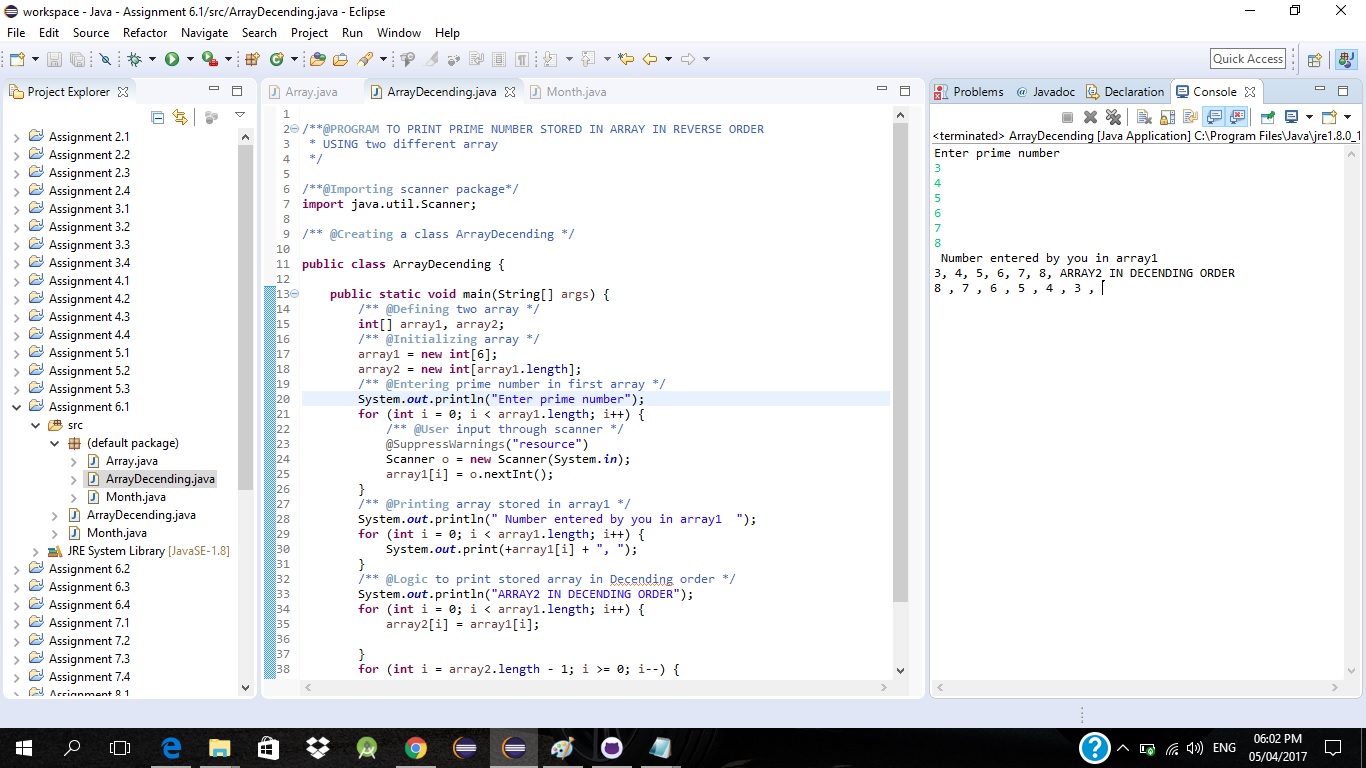 workspace - Java - Assignment 6.1/src/ArrayDecending.java - Eclipse
File Edit Source Refactor Navigate Search Project Run Window Help
Quick Access
Project Explorer
Assignment 2.1
Assignment 2.2
Assignment 2.3
Assignment 2.4
Assignment 3.1
Assignment 3.2
Assignment 3.3
Assignment 3.4
Assignment 4.1
Assignment 4.2
Assignment 4.3
Assignment 4.4
Assignment 5.1
Assignment 5.2
Assignment 5.3
Assignment 6.1
src
(default package)
Array.java
ArrayDecending.java
Month.java
ArrayDecending.java
Month.java
JRE System Library [JavaSE-1.8]
Assignment 6.2
Assignment 6.3
Assignment 6.4
Assignment 7.1
Assignment 7.2
Assignment 7.3
Assignment 7.4
Assignment 8.1
Array.java ArrayDecending.java Month.java
1
2 /**@PROGRAM TO PRINT PRIME NUMBER STORED IN ARRAY IN REVERSE ORDER
3 * USING two different array
4 */
5
6 /**@Importing scanner package*/
7 import java.util.Scanner;
8
9 /** @Creating a class ArrayDecending */
10
11 public class ArrayDecending {
12
13 public static void main(String[] args) {
14 /** @Defining two array */
15 int[] array1, array2;
16 /** @Initializing array */
17 array1 = new int[6];
18 array2 = new int[array1.length];
19 /** @Entering prime number in first array */
20 System.out.println("Enter prime number");
21 for (int i = 0; i < array1.length; i++) {
22 /** @User input through scanner */
23 @SuppressWarnings("resource")
24 Scanner o = new Scanner(System.in);
25 array1[i] = o.nextInt();
26 }
27 /** @Printing array stored in array1 */
28 System.out.println(" Number entered by you in array1  ");
29 for (int i = 0; i < array1.length; i++) {
30 System.out.print(+array1[i] + ", ");
31 }
32 /** @Logic to print stored array in Decending order */
33 System.out.println("ARRAY2 IN DECENDING ORDER");
34 for (int i = 0; i < array1.length; i++) {
35 array2[i] = array1[i];
36
37 }
38 for (int i = array2.length - 1; i >= 0; i--) {
Problems @ Javadoc Declaration Console
<terminated> ArrayDecending [Java Application] C:\Program Files\Java\jre1.8.0_1
Enter prime number
3
4
5
6
7
8
Number entered by you in array1
3, 4, 5, 6, 7, 8, ARRAY2 IN DECENDING ORDER
8 , 7 , 6 , 5 , 4 , 3 ,
ENG
06:02 PM
05/04/2017